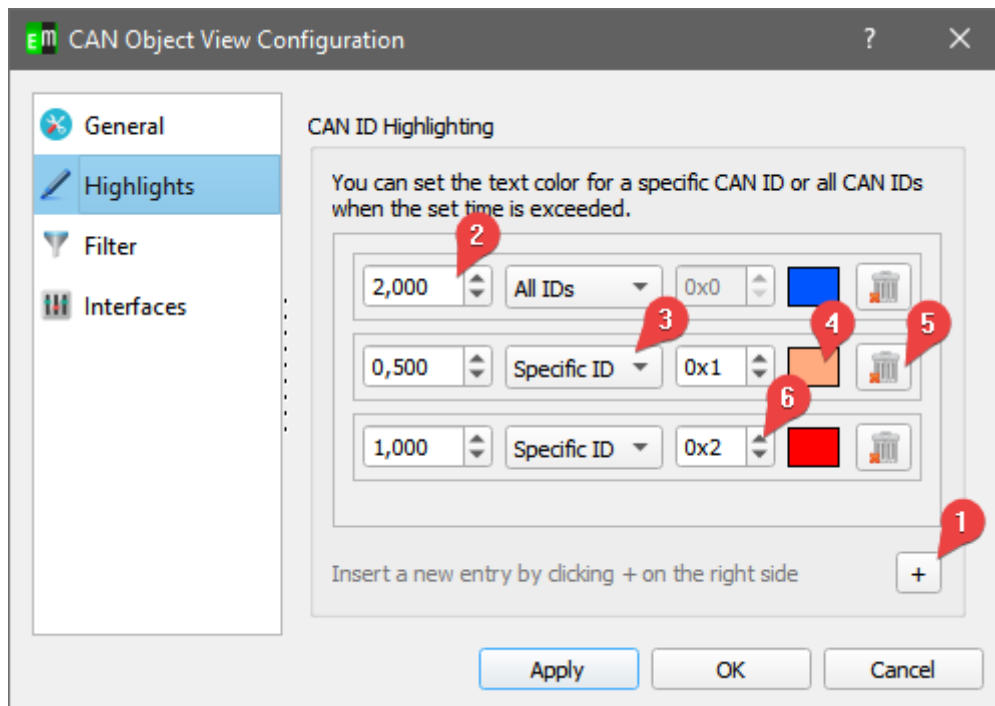 EM CAN Object View Configuration ? ×
General
Highlights
Filter
Interfaces
CAN ID Highlighting
You can set the text color for a specific CAN ID or all CAN IDs
when the set time is exceeded.
2
2,000 All IDs 0x0
3 4 5
0,500 Specific ID 0x1
6
1,000 Specific ID 0x2
1
Insert a new entry by clicking + on the right side +
Apply OK Cancel